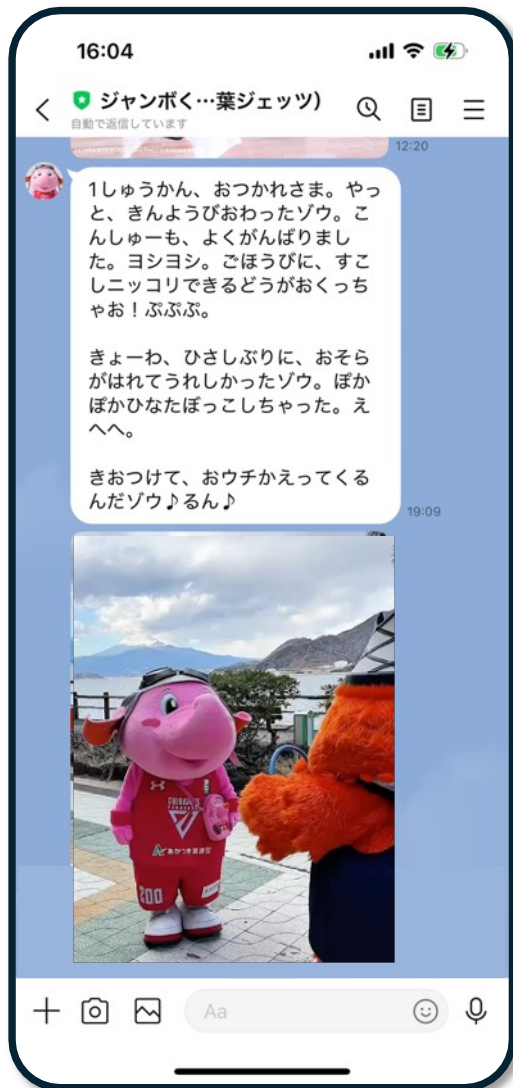 16:04
ジャンボく…葉ジェッツ)
自動で返信しています
12:20
1しゅうかん、おつかれさま。やっ
と、きんようびおわったゾウ。こ
んしゅーも、よくがんばりまし
た。ヨシヨシ。ごほうびに、すこ
しニッコリできるどうがおくっち
ゃお！ぷぷぷ。
きょーわ、ひさしぶりに、おそら
がはれてうれしかったゾウ。ぽか
ぽかひなたぼっこしちゃった。え
へへ。
きおつけて、おウチかえってくる
んだゾウ♪るん♪
19:09
200
Aa